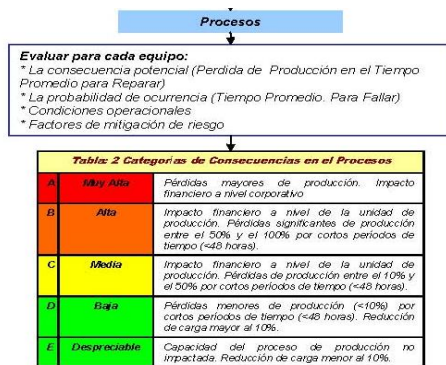 Procesos
Evaluar para cada equipo:
* La consecuencia potencial (Perdida de Producción en el Tiempo
Promedio para Reparar)
* La probabilidad de ocurrencia (Tiempo Promedio. Para Fallar)
* Condiciones operacionales
* Factores de mitigación de riesgo
Tabla: 2 Categorías de Consecuencias en el Procesos
A Muy Alta Pérdidas mayores de producción. Impacto
financiero a nivel corporativo
B Alta Impacto financiero a nivel de la unidad de
producción. Pérdidas significantes de producción
entre el 50% y el 100% por cortos períodos de
tiempo (<48 horas).
C Media Impacto financiero a nivel de la unidad de
producción. Pérdidas de producción entre el 10% y
el 50% por cortos períodos de tiempo (<48 horas).
D Baja Pérdidas menores de producción (<10%) por
cortos períodos de tiempo (<48 horas). Reducción
de carga mayor al 10%.
E Despreciable Capacidad del proceso de producción no
impactada. Reducción de carga menor al 10%.